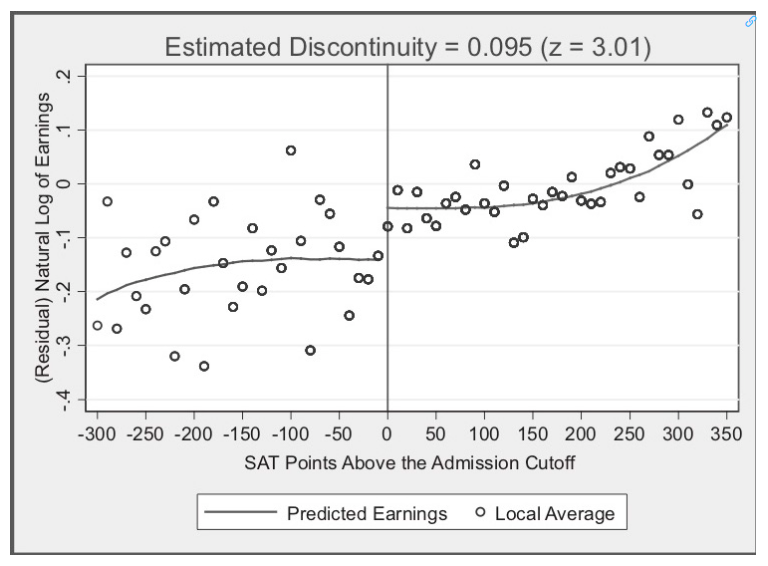 Estimated Discontinuity = 0.095 (z = 3.01)
(Residual) Natural Log of Earnings
.2
.1
0
-.1
-.2
-.3
-.4
-300 -250 -200 -150 -100 -50 0 50 100 150 200 250 300 350
SAT Points Above the Admission Cutoff
Predicted Earnings Local Average